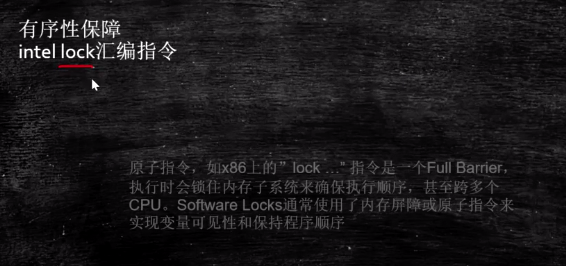 有序性保障
intel lock汇编指令
原子指令，如x86上的”lock …" 指令是一个Full Barrier，
执行时会锁住内存子系统来确保执行顺序，甚至跨多个
CPU。Software Locks通常使用了内存屏障或原子指令来
实现变量可见性和保持程序顺序